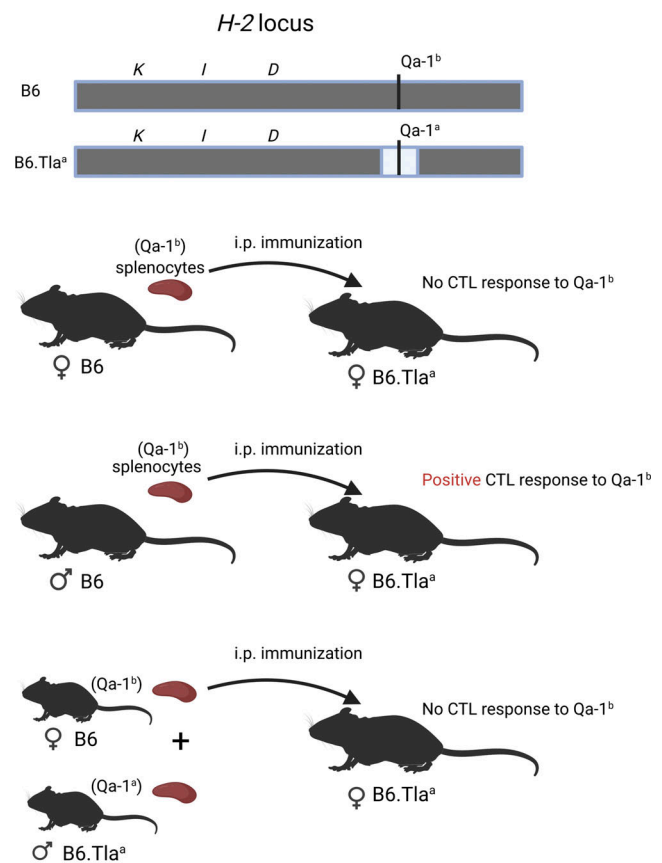 H-2 locus
K I D Qa-1ᵇ
B6
K I D Qa-1ᵃ
B6.Tlaᵃ
(Qa-1ᵇ)
splenocytes
i.p. immunization
No CTL response to Qa-1ᵇ
♀ B6
♀ B6.Tlaᵃ
(Qa-1ᵇ)
splenocytes
i.p. immunization
Positive CTL response to Qa-1ᵇ
♂ B6
♀ B6.Tlaᵃ
i.p. immunization
(Qa-1ᵇ)
No CTL response to Qa-1ᵇ
♀ B6
+
(Qa-1ᵃ)
♀ B6.Tlaᵃ
♂ B6.Tlaᵃ